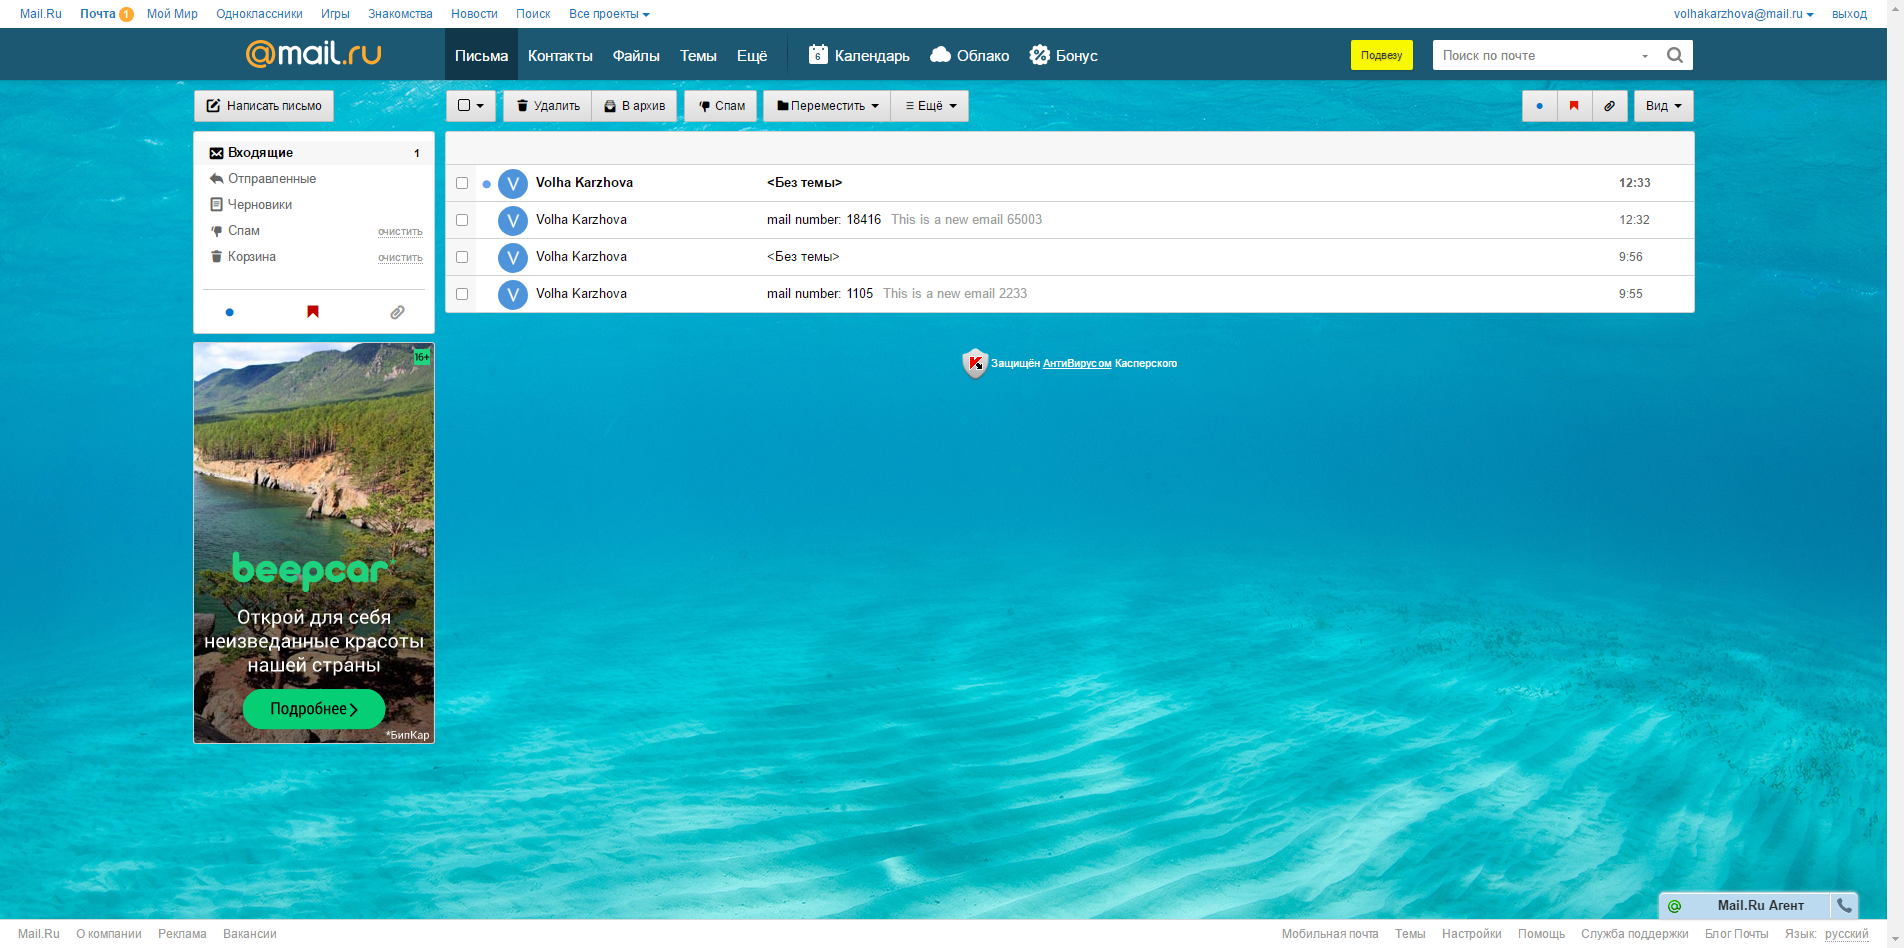 Mail.Ru Почта 1 Мой Мир Одноклассники Игры Знакомства Новости Поиск Все проекты volhakarzhova@mail.ru выход
@mail.ru Письма Контакты Файлы Темы Ещё 6 Календарь Облако Бонус Подвезу Поиск по почте
Написать письмо Удалить В архив Спам Переместить Ещё Вид
Входящие 1
Отправленные
Черновики
Спам очистить
Корзина очистить
V Volha Karzhova <Без темы> 12:33
V Volha Karzhova mail number: 18416 This is a new email 65003 12:32
V Volha Karzhova <Без темы> 9:56
V Volha Karzhova mail number: 1105 This is a new email 2233 9:55
Защищён АнтиВирусом Касперского
16+
beepcar
Открой для себя
неизведанные красоты
нашей страны
Подробнее
*БипКар
@ Mail.Ru Агент
Mail.Ru О компании Реклама Вакансии Мобильная почта Темы Настройки Помощь Служба поддержки Блог Почты Язык: русский